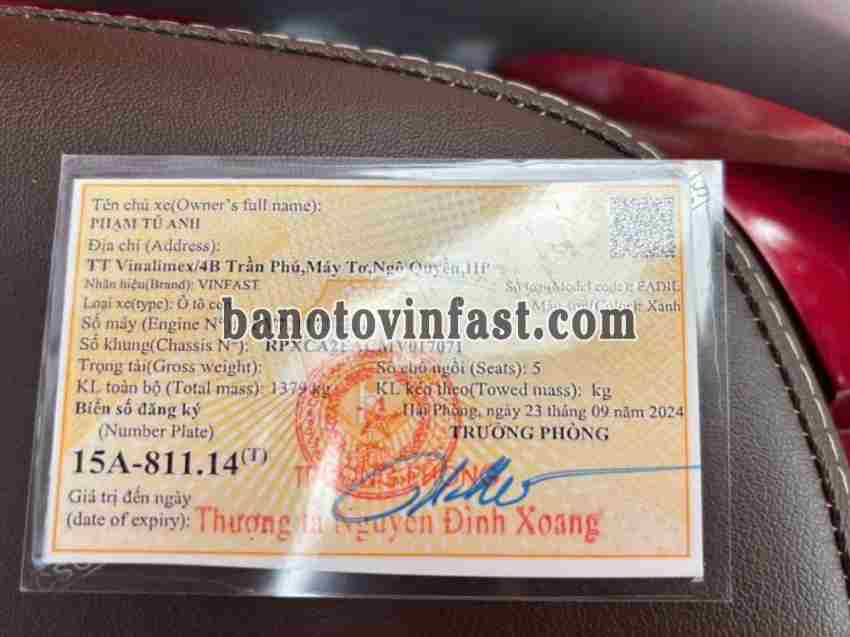 Tên chủ xe(Owner's full name):
PHẠM TÚ ANH
Địa chỉ (Address):
TT Vinalimex/4B Trần Phú,Máy Tơ,Ngô Quyền,HP
Nhãn hiệu(Brand): VINFAST Số loại(Model code): FADIL
Loại xe(type): Ô tô Màu sơn(Color): Xanh
banotovinfast.com
Số máy (Engine N°
Số khung(Chassis N°):
Trọng tải(Gross weight): Số chỗ ngồi (Seats): 5
KL toàn bộ (Total mass): 1379 kg KL kéo theo(Towed mass): kg
Biển số đăng ký Hải Phòng, ngày 23 tháng 09 năm 2024
(Number Plate) TRƯỞNG PHÒNG
15A-811.14(T)
Giá trị đến ngày
(date of expiry): Thượng tá Nguyễn Đình Xoang